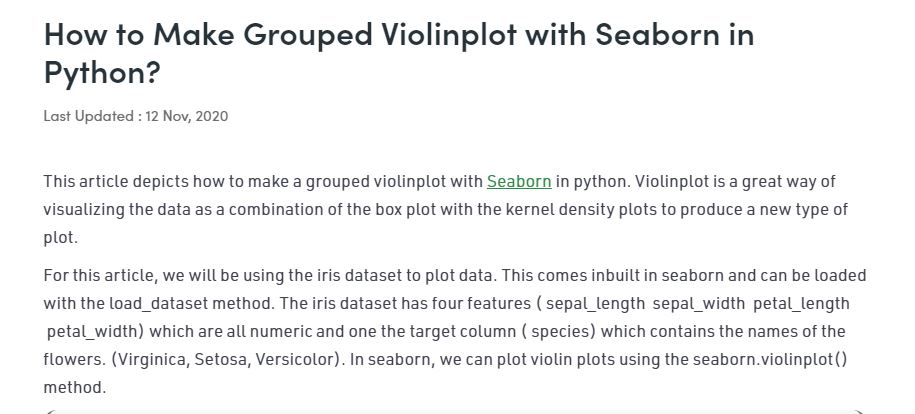 How to Make Grouped Violinplot with Seaborn in
Python?
Last Updated : 12 Nov, 2020
This article depicts how to make a grouped violinplot with Seaborn in python. Violinplot is a great way of
visualizing the data as a combination of the box plot with the kernel density plots to produce a new type of
plot.
For this article, we will be using the iris dataset to plot data. This comes inbuilt in seaborn and can be loaded
with the load_dataset method. The iris dataset has four features ( sepal_length  sepal_width  petal_length
petal_width) which are all numeric and one the target column ( species) which contains the names of the
flowers. (Virginica, Setosa, Versicolor). In seaborn, we can plot violin plots using the seaborn.violinplot()
method.